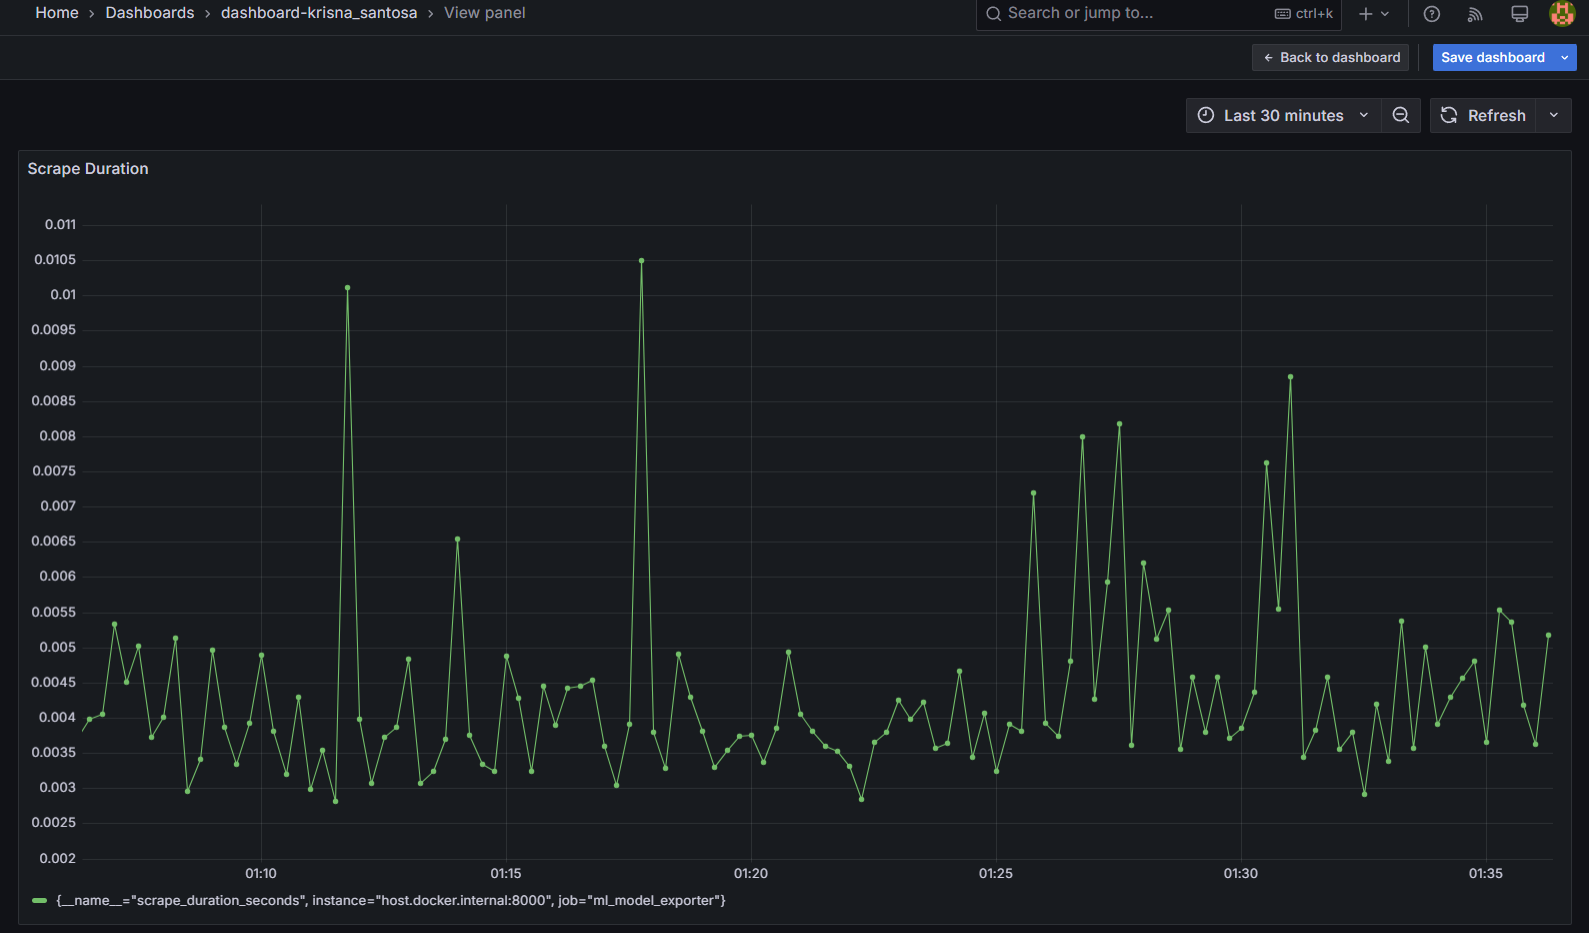 Home › Dashboards › dashboard-krisna_santosa › View panel
Search or jump to... ctrl+k
← Back to dashboard
Save dashboard
Last 30 minutes
Refresh
Scrape Duration
0.011
0.0105
0.01
0.0095
0.009
0.0085
0.008
0.0075
0.007
0.0065
0.006
0.0055
0.005
0.0045
0.004
0.0035
0.003
0.0025
0.002
01:10 01:15 01:20 01:25 01:30 01:35
{__name__="scrape_duration_seconds", instance="host.docker.internal:8000", job="ml_model_exporter"}